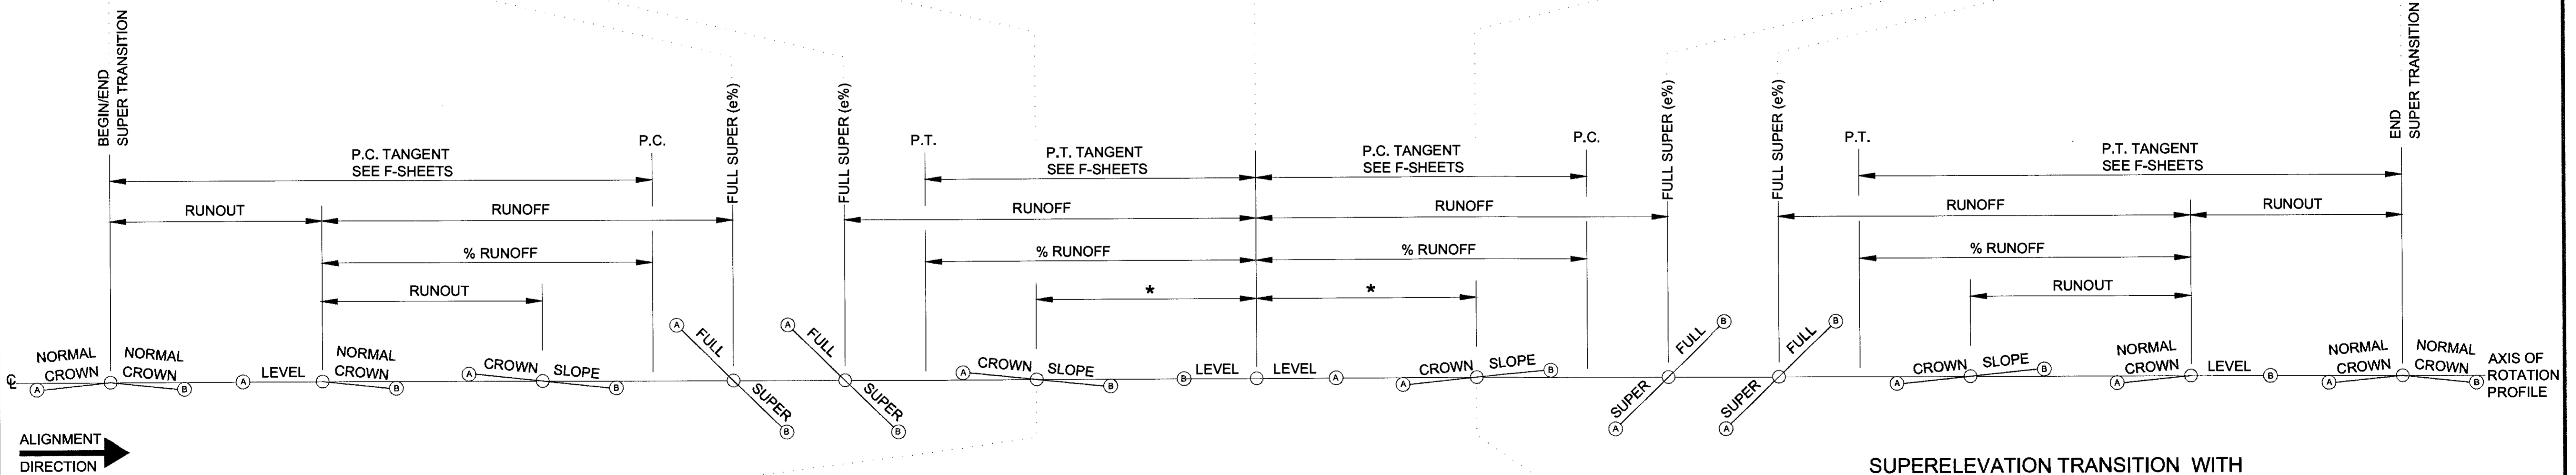 BEGIN/END
SUPER TRANSITION
P.C. TANGENT
SEE F-SHEETS
P.C.
FULL SUPER (e%)
FULL SUPER (e%)
P.T.
P.T. TANGENT
SEE F-SHEETS
P.C. TANGENT
SEE F-SHEETS
P.C.
FULL SUPER (e%)
FULL SUPER (e%)
P.T.
P.T. TANGENT
SEE F-SHEETS
END
SUPER TRANSITION
RUNOUT
RUNOFF
RUNOFF
RUNOFF
RUNOFF
RUNOUT
% RUNOFF
% RUNOFF
% RUNOFF
% RUNOFF
RUNOUT
*
*
RUNOUT
℄
NORMAL
CROWN
A
NORMAL
CROWN
B
A
LEVEL
NORMAL
CROWN
B
A
CROWN
SLOPE
B
A
FULL
SUPER
B
A
FULL
SUPER
B
A
CROWN
SLOPE
B
B
LEVEL
LEVEL
A
A
CROWN
SLOPE
B
A
SUPER
FULL
B
A
SUPER
FULL
B
A
CROWN
SLOPE
B
NORMAL
CROWN
A
LEVEL
B
NORMAL
CROWN
A
NORMAL
CROWN
B
AXIS OF
ROTATION
PROFILE
ALIGNMENT
DIRECTION
SUPERELEVATION TRANSITION WITH